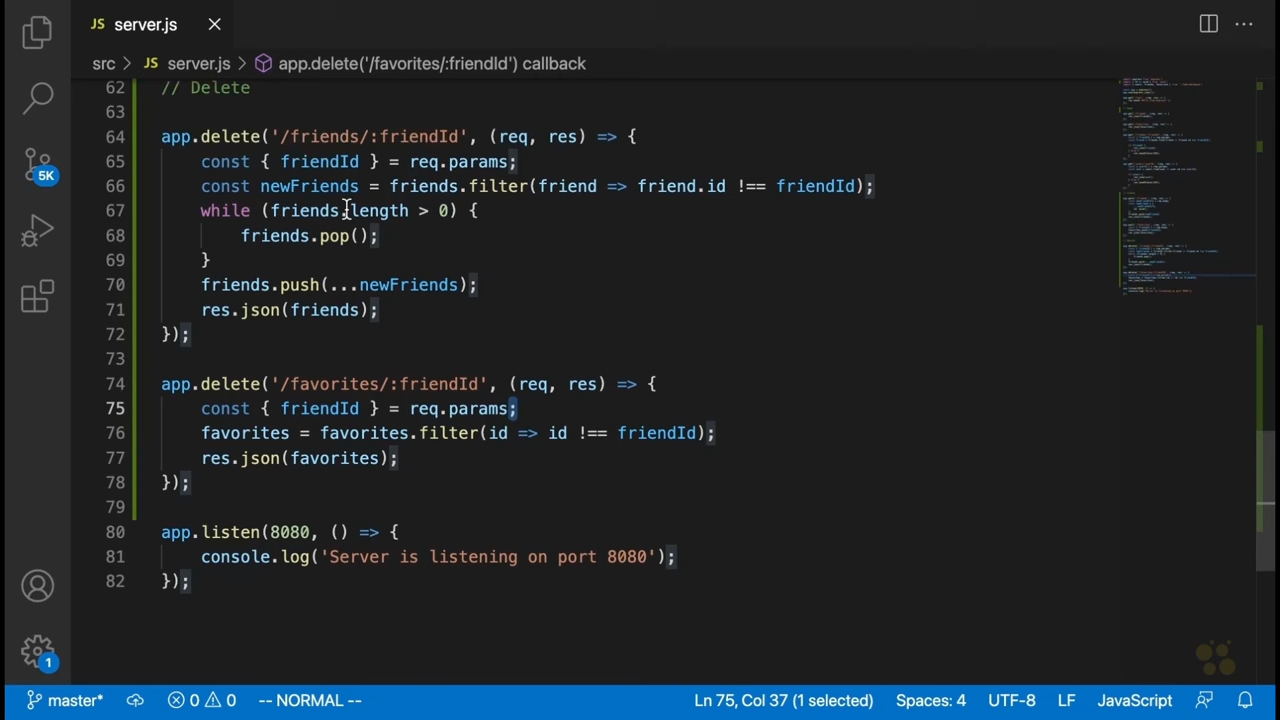 JS server.js
src > JS server.js > app.delete('/favorites/:friendId') callback
62 // Delete
63
64 app.delete('/friends/:friendId', (req, res) => {
65 const { friendId } = req.params;
66 const newFriends = friends.filter(friend => friend.id !== friendId);
67 while (friends.length > 0) {
68 friends.pop();
69 }
70 friends.push(...newFriends);
71 res.json(friends);
72 });
73
74 app.delete('/favorites/:friendId', (req, res) => {
75 const { friendId } = req.params;
76 favorites = favorites.filter(id => id !== friendId);
77 res.json(favorites);
78 });
79
80 app.listen(8080, () => {
81 console.log('Server is listening on port 8080');
82 });
5K
1
master* 0 0 -- NORMAL -- Ln 75, Col 37 (1 selected) Spaces: 4 UTF-8 LF JavaScript